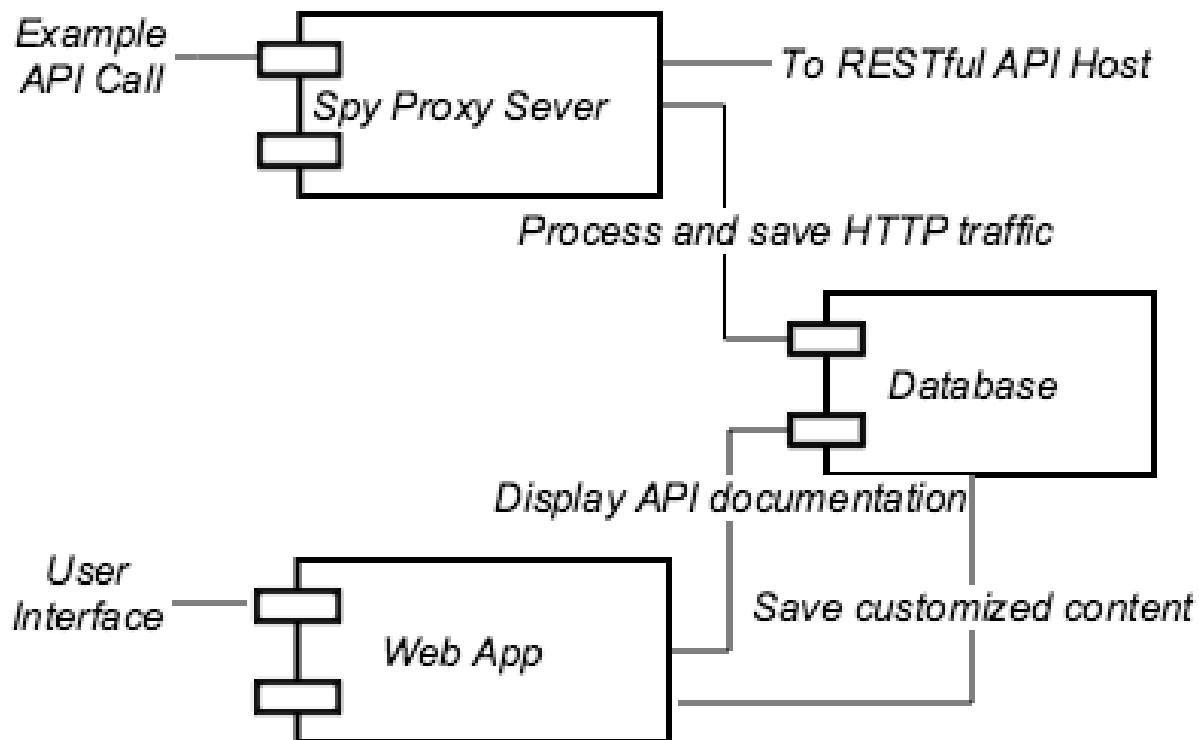 Example
API Call
Spy Proxy Sever
To RESTful API Host
Process and save HTTP traffic
Database
Display API documentation
User
Interface
Save customized content
Web App